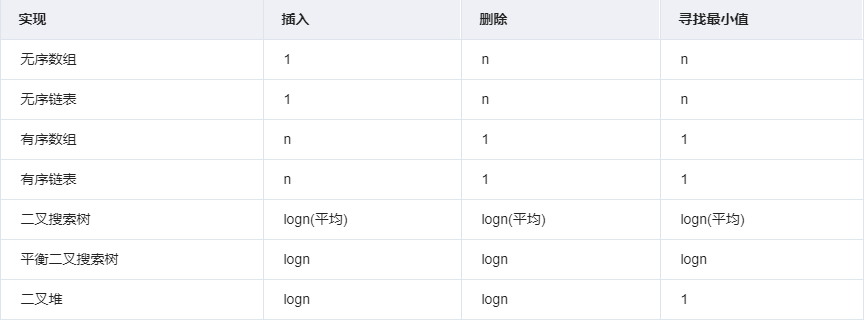 实现 插入 删除 寻找最小值
无序数组 1 n n
无序链表 1 n n
有序数组 n 1 1
有序链表 n 1 1
二叉搜索树 logn(平均) logn(平均) logn(平均)
平衡二叉搜索树 logn logn logn
二叉堆 logn logn 1